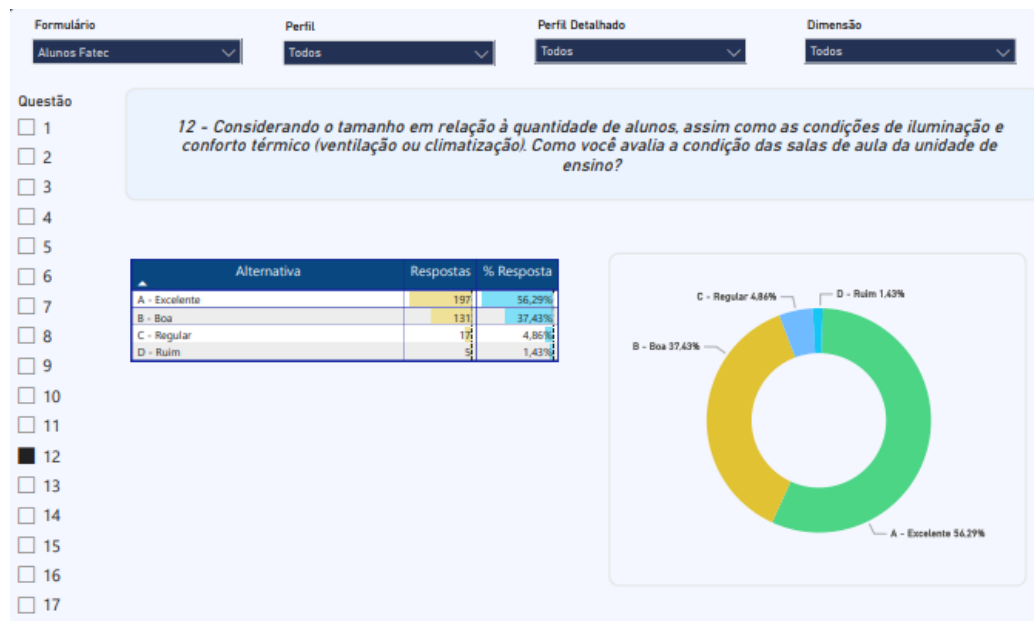 Formulário
Perfil
Perfil Detalhado
Dimensão
Alunos Fatec
Todos
Todos
Todos
Questão
1
2
3
4
5
6
7
8
9
10
11
12
13
14
15
16
17
12 - Considerando o tamanho em relação à quantidade de alunos, assim como as condições de iluminação e
conforto térmico (ventilação ou climatização). Como você avalia a condição das salas de aula da unidade de
ensino?
Alternativa Respostas % Resposta
A - Excelente 197 56,29%
B - Boa 131 37,43%
C - Regular 17 4,86%
D - Ruim 5 1,43%
C - Regular 4,86%
D - Ruim 1,43%
B - Boa 37,43%
A - Excelente 56,29%